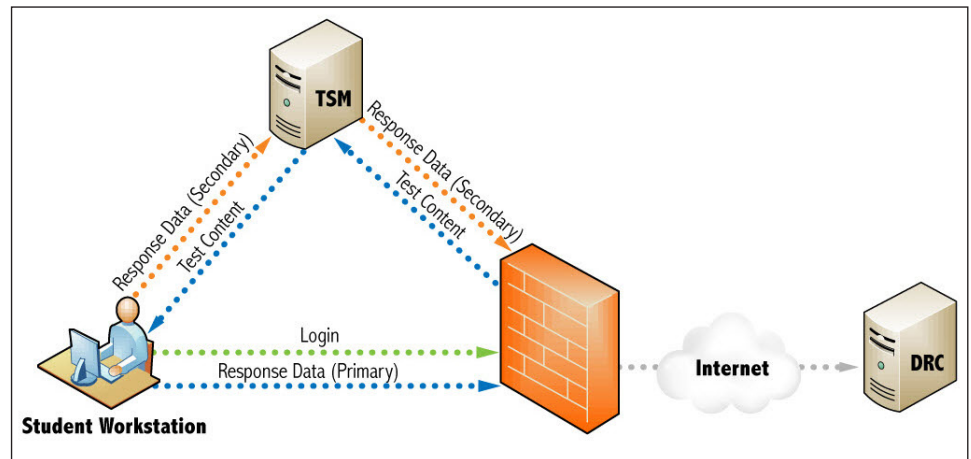 TSM
Response Data (Secondary)
Test Content
Response Data (Secondary)
Test Content
Login
Response Data (Primary)
Student Workstation
Internet
DRC